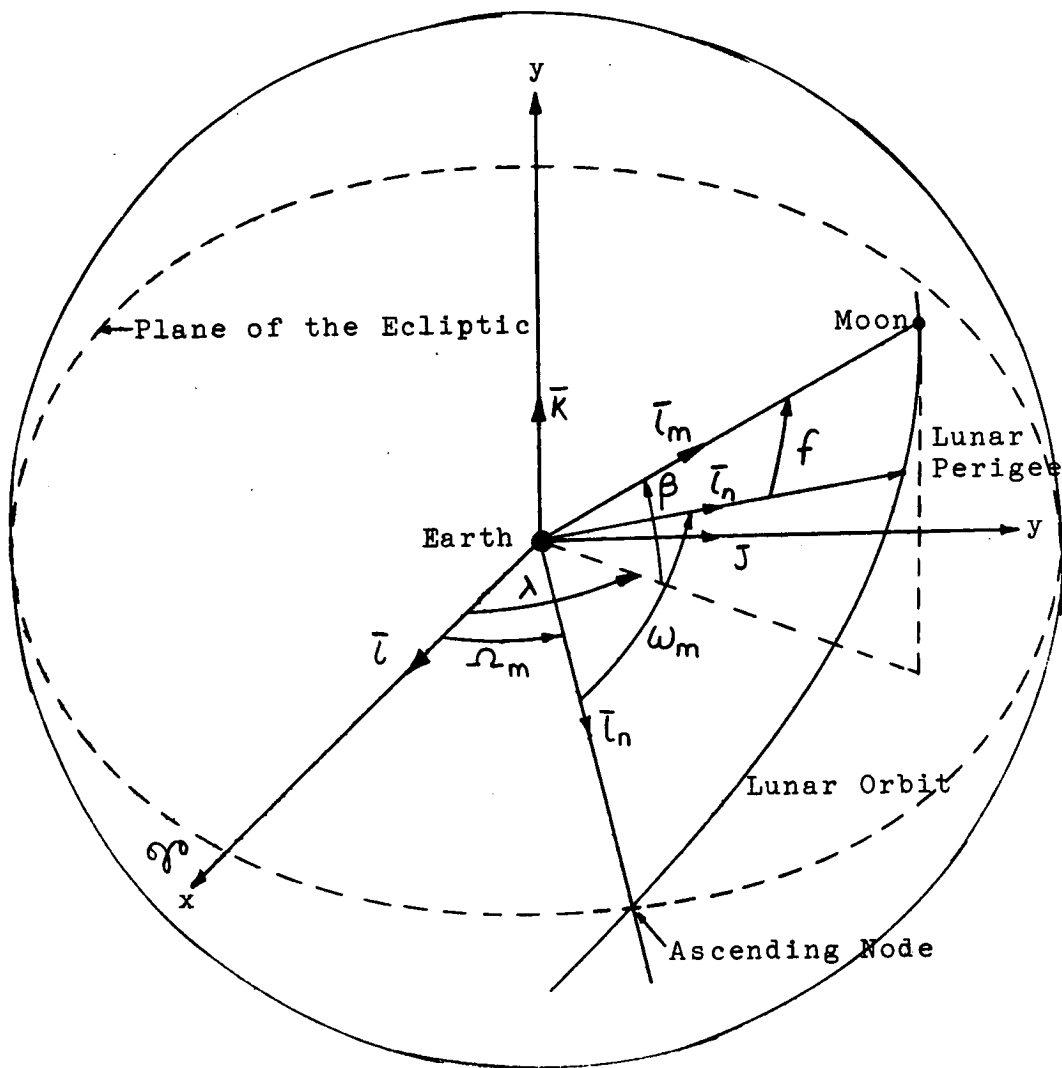 y
Plane of the Ecliptic
Moon
K̅
l̅m
f
Lunar
Perigee
β
l̅n
Earth
J
y
λ
l̅
Ωm
ωm
l̅n
Lunar Orbit
♈
x
Ascending Node